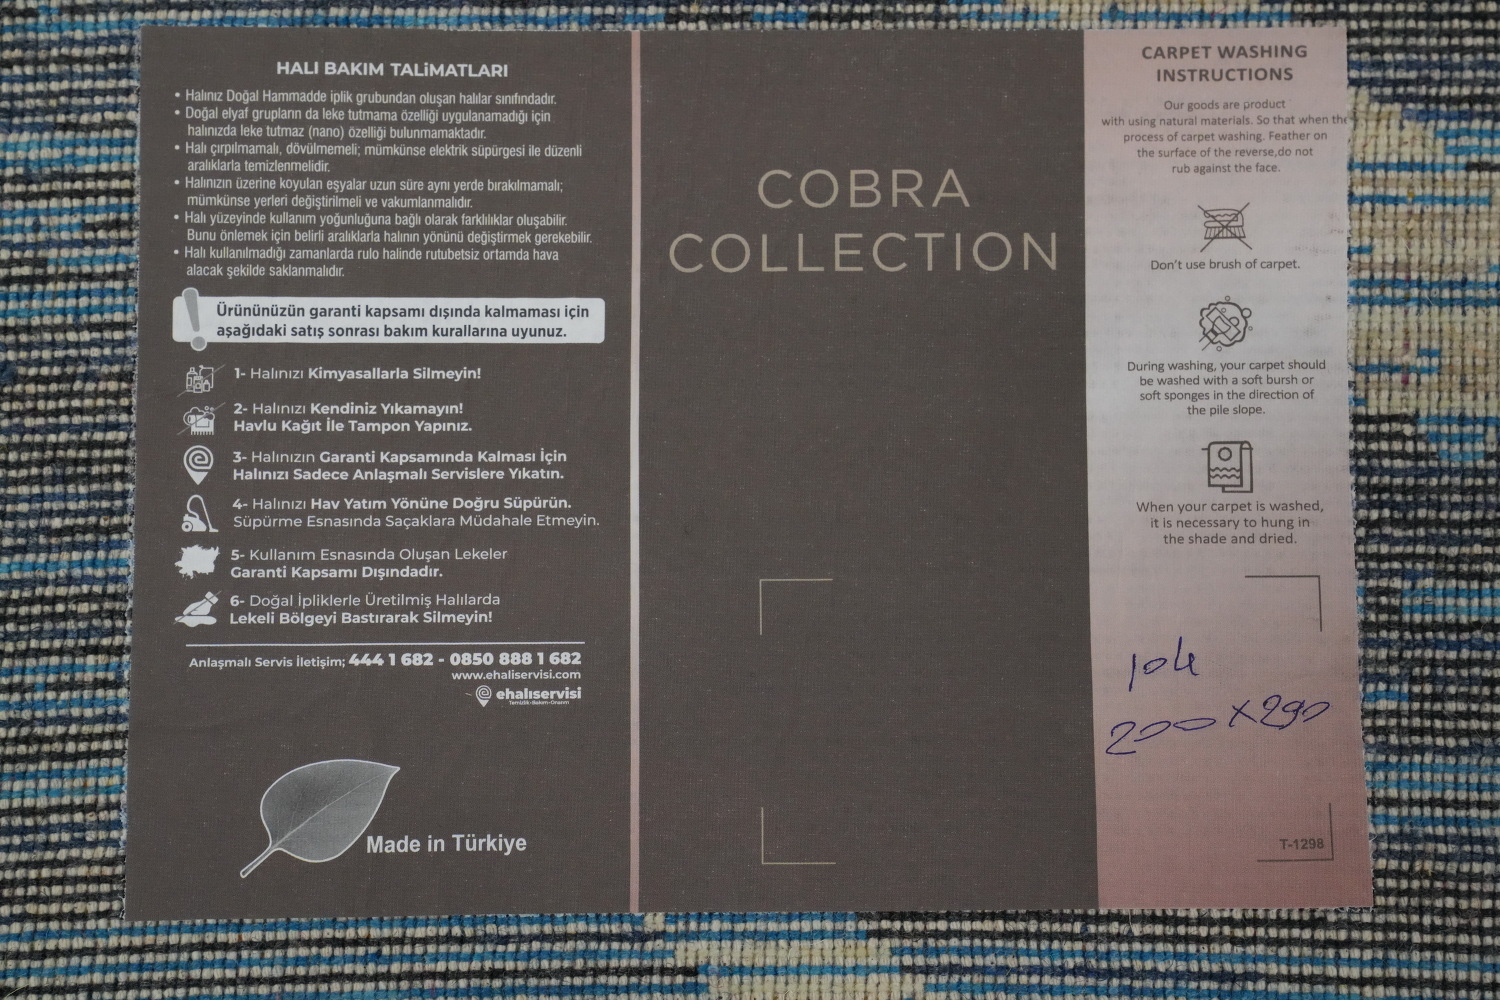 HALI BAKIM TALiMATLARI
• Halınız Doğal Hammadde iplik grubundan oluşan halılar sınıfındadır.
• Doğal elyaf grupların da leke tutmama özelliği uygulanamadığı için
halınızda leke tutmaz (nano) özelliği bulunmamaktadır.
• Halı çırpılmamalı, dövülmemeli; mümkünse elektrik süpürgesi ile düzenli
aralıklarla temizlenmelidir.
• Halınızın üzerine koyulan eşyalar uzun süre aynı yerde bırakılmamalı;
mümkünse yerleri değiştirilmeli ve vakumlanmalıdır.
• Halı yüzeyinde kullanım yoğunluğuna bağlı olarak farklılıklar oluşabilir.
Bunu önlemek için belirli aralıklarla halının yönünü değiştirmek gerekebilir.
• Halı kullanılmadığı zamanlarda rulo halinde rutubetsiz ortamda hava
alacak şekilde saklanmalıdır.
Ürününüzün garanti kapsamı dışında kalmaması için
aşağıdaki satış sonrası bakım kurallarına uyunuz.
1- Halınızı Kimyasallarla Silmeyin!
2- Halınızı Kendiniz Yıkamayın!
Havlu Kağıt İle Tampon Yapınız.
3- Halınızın Garanti Kapsamında Kalması İçin
Halınızı Sadece Anlaşmalı Servislere Yıkatın.
4- Halınızı Hav Yatım Yönüne Doğru Süpürün.
Süpürme Esnasında Saçaklara Müdahale Etmeyin.
5- Kullanım Esnasında Oluşan Lekeler
Garanti Kapsamı Dışındadır.
6- Doğal İpliklerle Üretilmiş Halılarda
Lekeli Bölgeyi Bastırarak Silmeyin!
Anlaşmalı Servis İletişim; 444 1 682 - 0850 888 1 682
www.ehaliservisi.com
ehalıservisi
Temizlik-Bakım-Onarım
Made in Türkiye
COBRA
COLLECTION
CARPET WASHING
INSTRUCTIONS
Our goods are product
with using natural materials. So that when the
process of carpet washing. Feather on
the surface of the reverse,do not
rub against the face.
Don't use brush of carpet.
During washing, your carpet should
be washed with a soft bursh or
soft sponges in the direction of
the pile slope.
When your carpet is washed,
it is necessary to hung in
the shade and dried.
104
200 x 290
T-1298